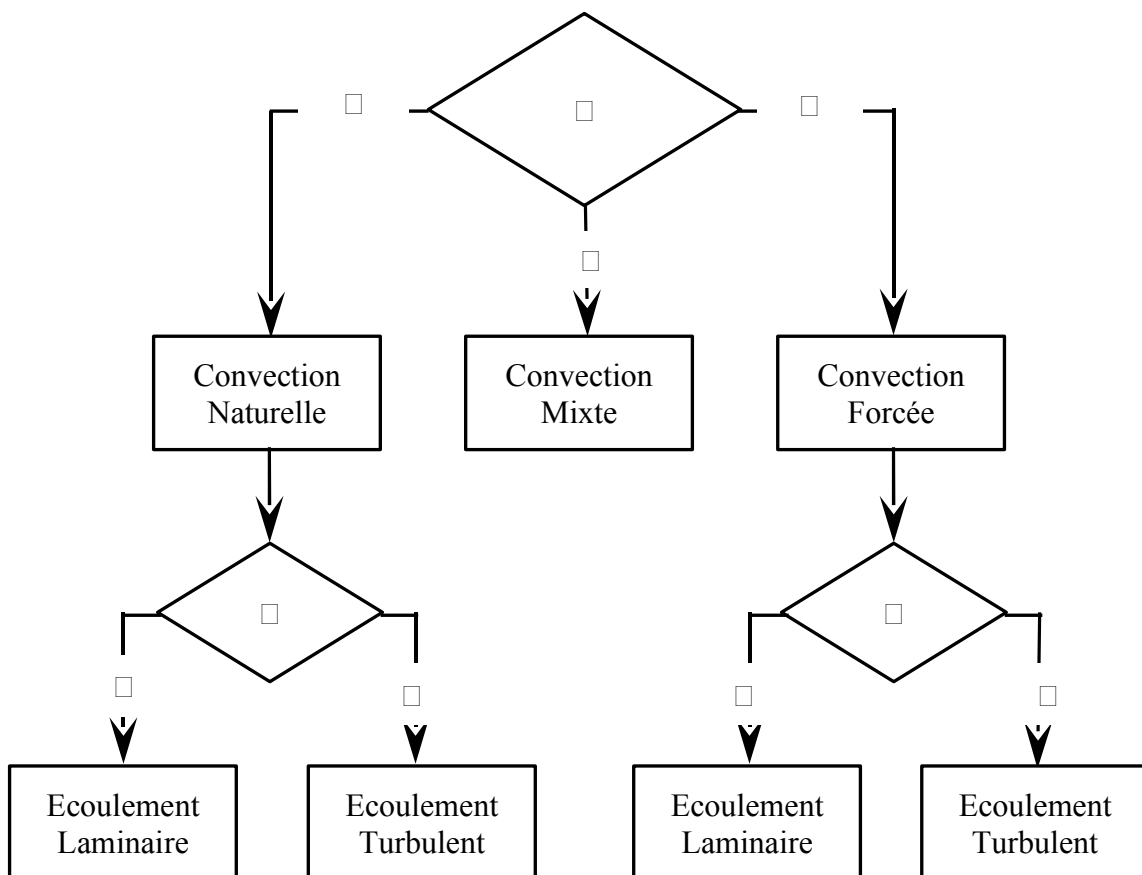 Convection
Naturelle
Convection
Mixte
Convection
Forcée
Ecoulement
Laminaire
Ecoulement
Turbulent
Ecoulement
Laminaire
Ecoulement
Turbulent